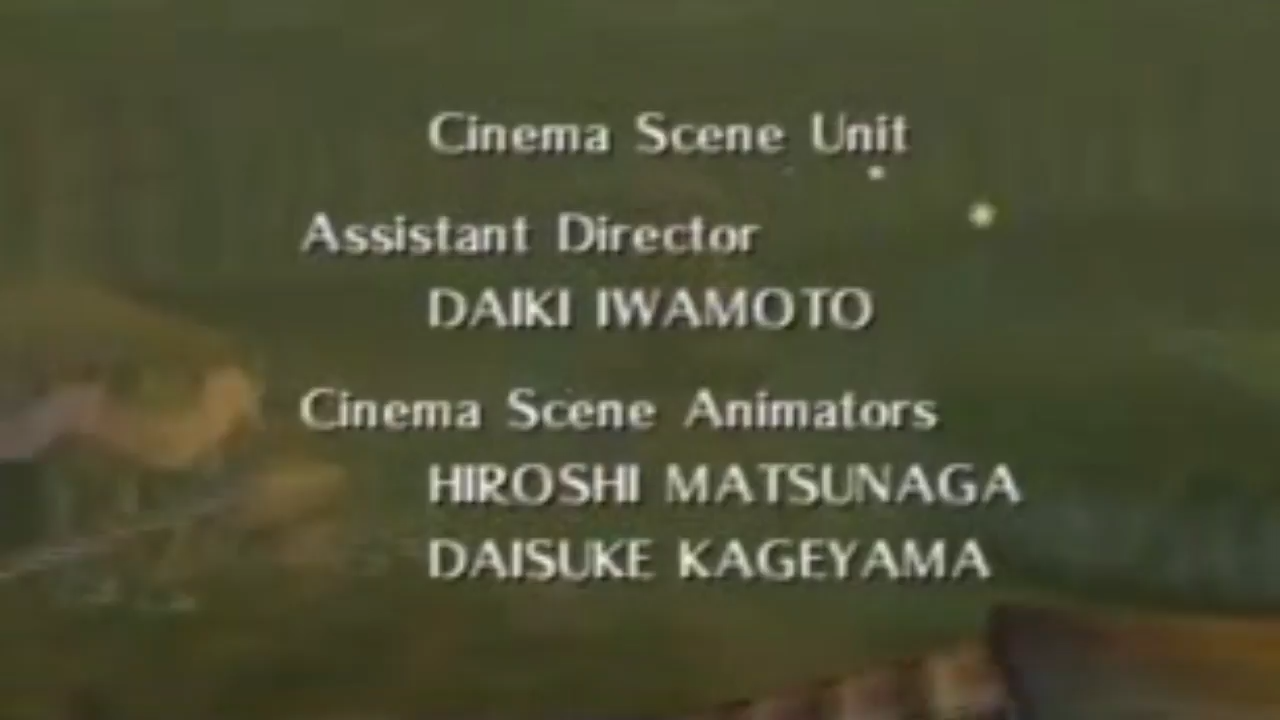 Cinema Scene Unit
Assistant Director
DAIKI IWAMOTO
Cinema Scene Animators
HIROSHI MATSUNAGA
DAISUKE KAGEYAMA